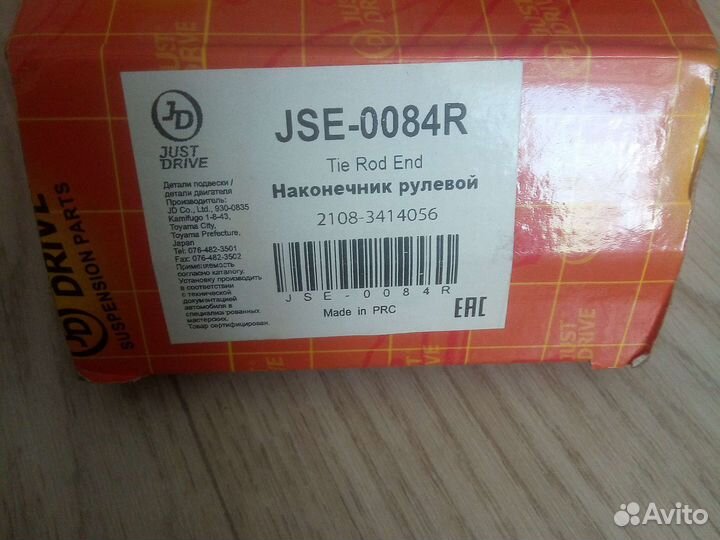 JUST
DRIVE
JD
JD
JUST
DRIVE
JSE-0084R
Tie Rod End
Наконечник рулевой
2108-3414056
JSE-0084R
Made in PRC
EAC
Детали подвески /
детали двигателя
Производитель:
JD Co., Ltd., 930-0835
Kamifugo 1-8-43,
Toyama City,
Toyama Prefecture,
Japan
Tel: 076-482-3501
Fax: 076-482-3502
Применяемость
согласно каталогу.
Установку производить
в соответствии
с технической
документацией
автомобиля в
специализированных
мастерских.
Товар сертифицирован.
JD DRIVE
SUSPENSION PARTS
JUST
DRIVE
Avito